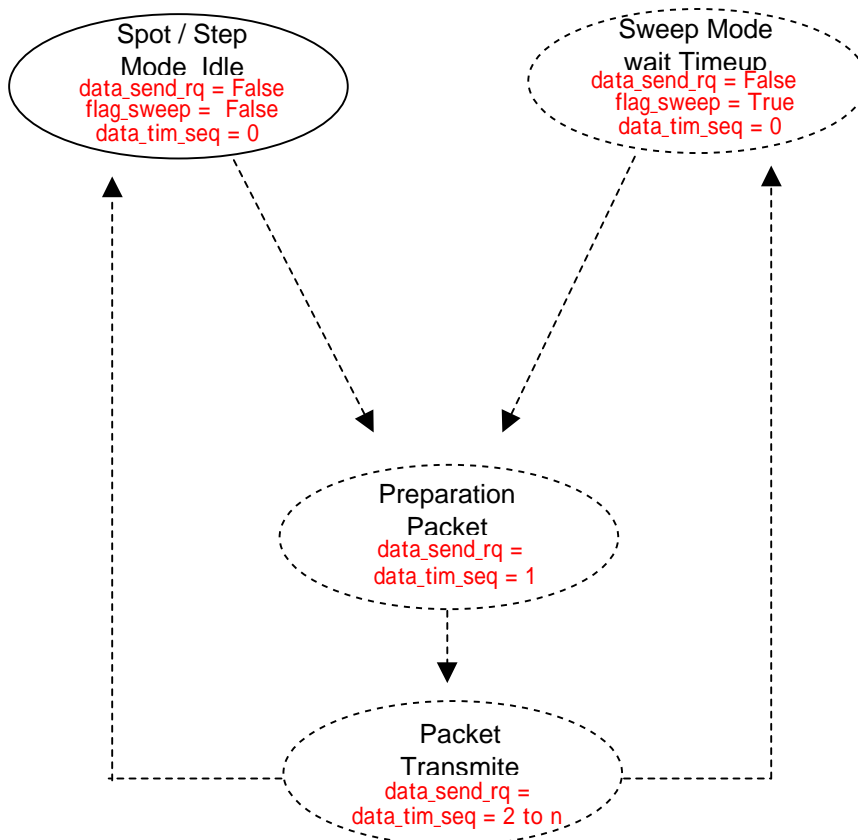 Spot / Step
Mode Idle
data_send_rq = False
flag_sweep = False
data_tim_seq = 0
Sweep Mode
wait Timeup
data_send_rq = False
flag_sweep = True
data_tim_seq = 0
Preparation
Packet
data_send_rq =
data_tim_seq = 1
Packet
Transmite
data_send_rq =
data_tim_seq = 2 to n